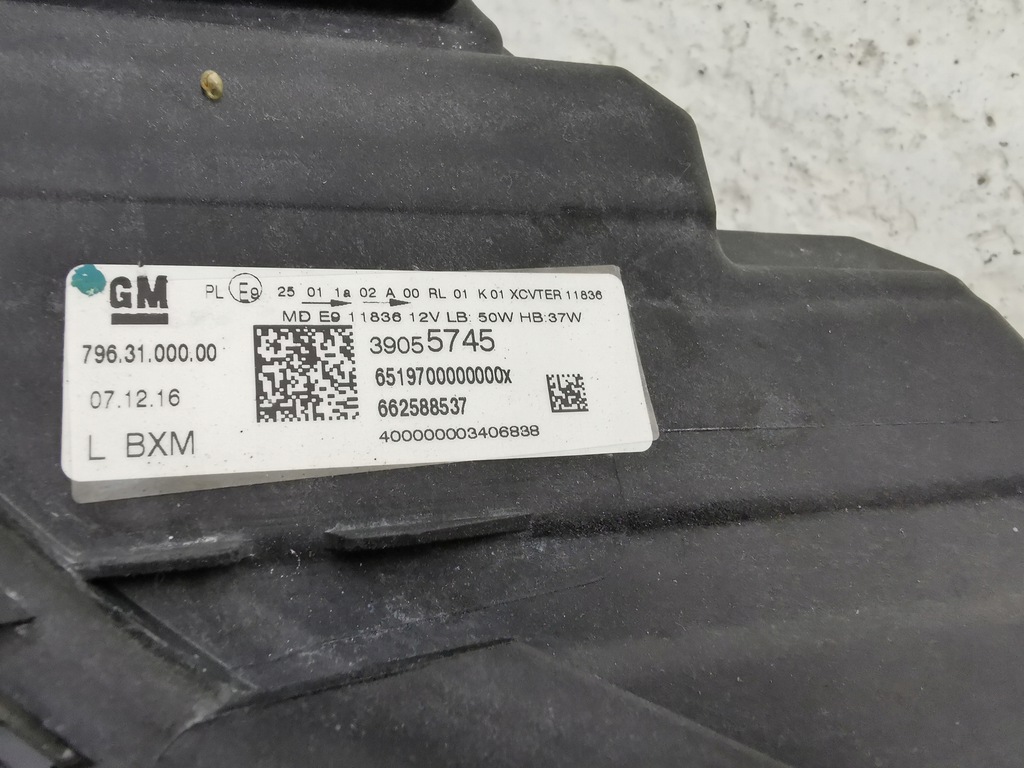 GM PL E9 25 01 1a 02 A 00 RL 01 K 01 XCVTER 11836
MD E9 11836 12V LB: 50W HB:37W
796.31.000.00
39055745
07.12.16
6519700000000X
662588537
L BXM
400000003406838